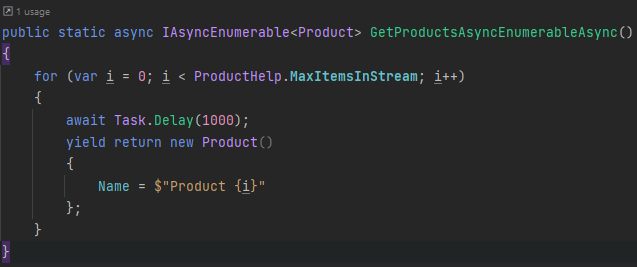 1 usage
public static async IAsyncEnumerable<Product> GetProductsAsyncEnumerableAsync()
{
    for (var i = 0; i < ProductHelp.MaxItemsInStream; i++)
    {
        await Task.Delay(1000);
        yield return new Product()
        {
            Name = $"Product {i}"
        };
    }
}